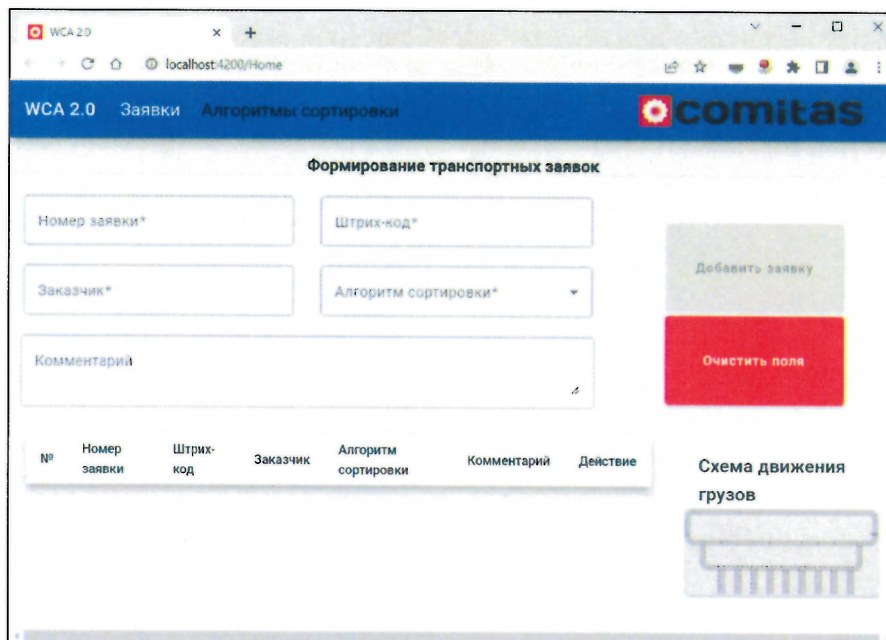 WCA 2.0
localhost:4200/Home
WCA 2.0 Заявки Алгоритмы сортировки comitas
Формирование транспортных заявок
Номер заявки* Штрих-код*
Добавить заявку
Заказчик* Алгоритм сортировки*
Комментарий
Очистить поля
№ Номер заявки Штрих-код Заказчик Алгоритм сортировки Комментарий Действие
Схема движения
грузов